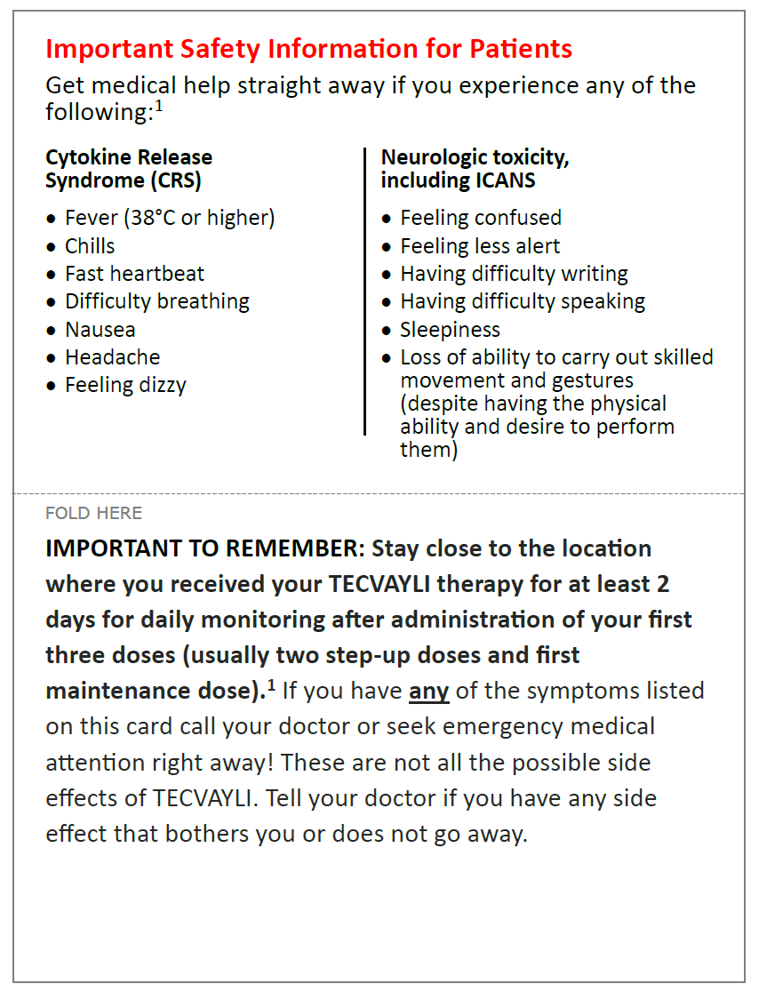 Important Safety Information for Patients
Get medical help straight away if you experience any of the
following:1
Cytokine Release
Syndrome (CRS)
● Fever (38°C or higher)
● Chills
● Fast heartbeat
● Difficulty breathing
● Nausea
● Headache
● Feeling dizzy
Neurologic toxicity,
including ICANS
● Feeling confused
● Feeling less alert
● Having difficulty writing
● Having difficulty speaking
● Sleepiness
● Loss of ability to carry out skilled
movement and gestures
(despite having the physical
ability and desire to perform
them)
FOLD HERE
IMPORTANT TO REMEMBER: Stay close to the location
where you received your TECVAYLI therapy for at least 2
days for daily monitoring after administration of your first
three doses (usually two step-up doses and first
maintenance dose).1 If you have any of the symptoms listed
on this card call your doctor or seek emergency medical
attention right away! These are not all the possible side
effects of TECVAYLI. Tell your doctor if you have any side
effect that bothers you or does not go away.